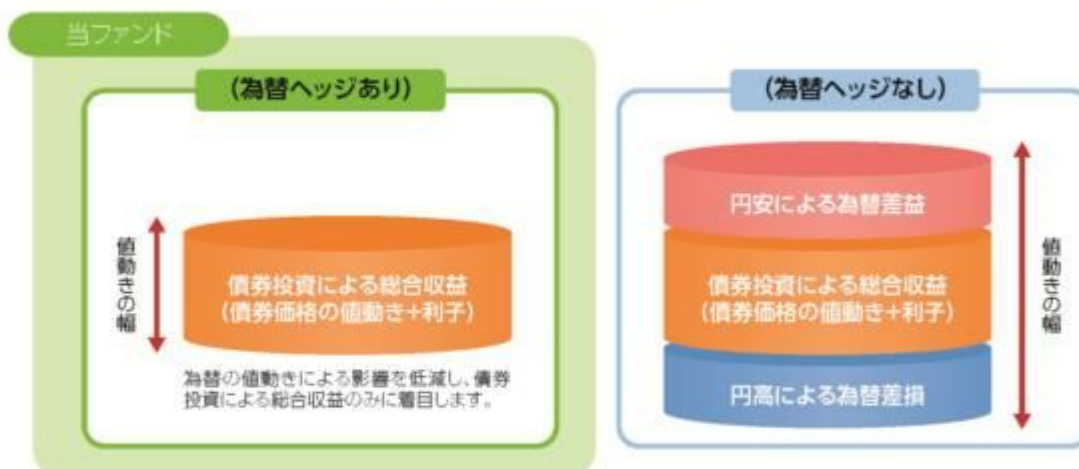 当ファンド
(為替ヘッジあり)
値動きの幅
債券投資による総合収益
(債券価格の値動き+利子)
為替の値動きによる影響を低減し、債券
投資による総合収益のみに着目します。
(為替ヘッジなし)
円安による為替差益
債券投資による総合収益
(債券価格の値動き+利子)
円高による為替差損
値動きの幅